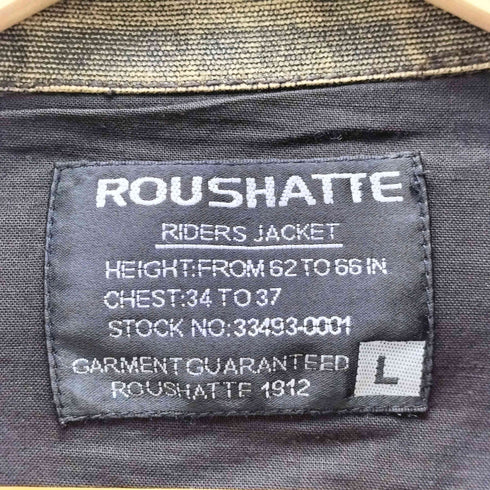 ROUSHATTE
RIDERS JACKET
HEIGHT:FROM 62 TO 66 IN
CHEST:34 TO 37
STOCK NO:33493-0001
GARMENT GUARANTEED
ROUSHATTE 1912
L